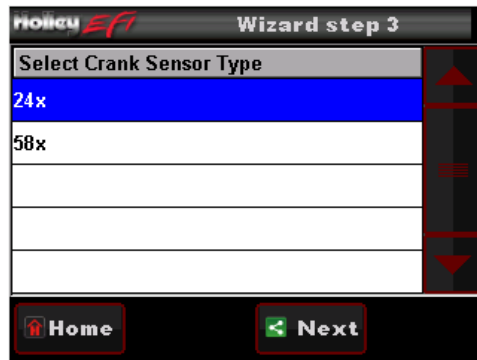 Holley EFI
Wizard step 3
Select Crank Sensor Type
24x
58x
Home
Next